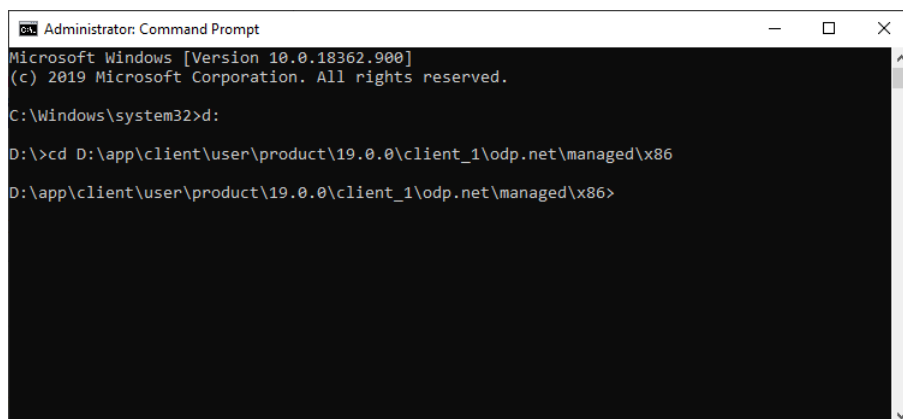 Administrator: Command Prompt
Microsoft Windows [Version 10.0.18362.900]
(c) 2019 Microsoft Corporation. All rights reserved.
C:\Windows\system32>d:
D:\>cd D:\app\client\user\product\19.0.0\client_1\odp.net\managed\x86
D:\app\client\user\product\19.0.0\client_1\odp.net\managed\x86>